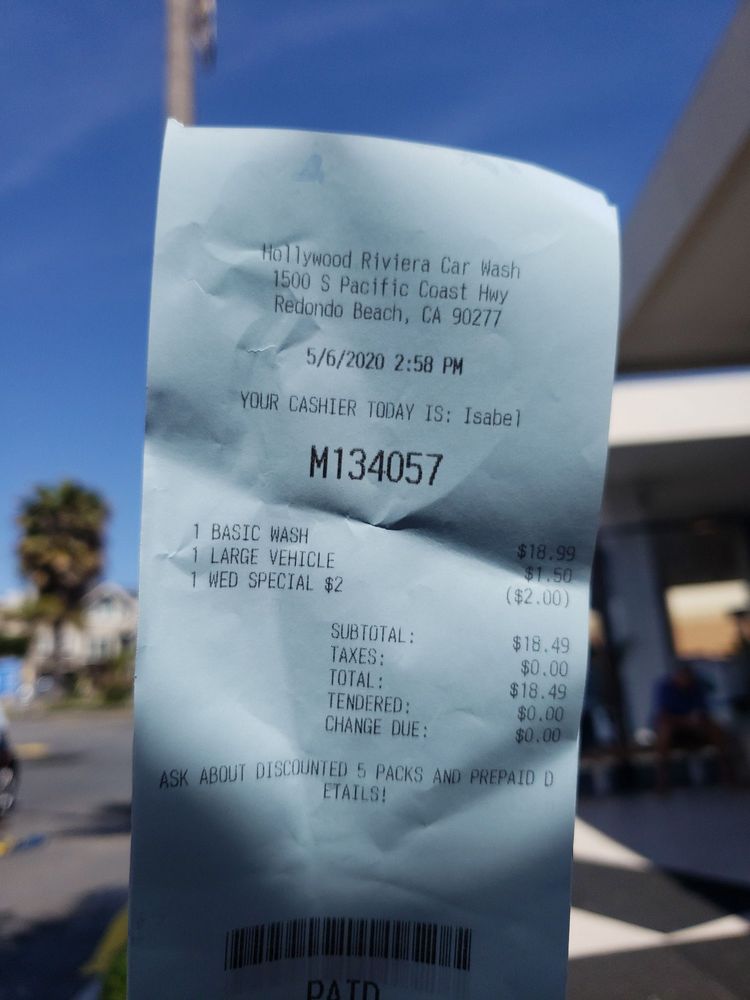 Hollywood Riviera Car Wash
1500 S Pacific Coast Hwy
Redondo Beach, CA 90277
5/6/2020 2:58 PM
YOUR CASHIER TODAY IS: Isabel
M134057
1 BASIC WASH $18.99
1 LARGE VEHICLE $1.50
1 WED SPECIAL $2 ($2.00)
SUBTOTAL: $18.49
TAXES: $0.00
TOTAL: $18.49
TENDERED: $0.00
CHANGE DUE: $0.00
ASK ABOUT DISCOUNTED 5 PACKS AND PREPAID D
ETAILS!
PAID